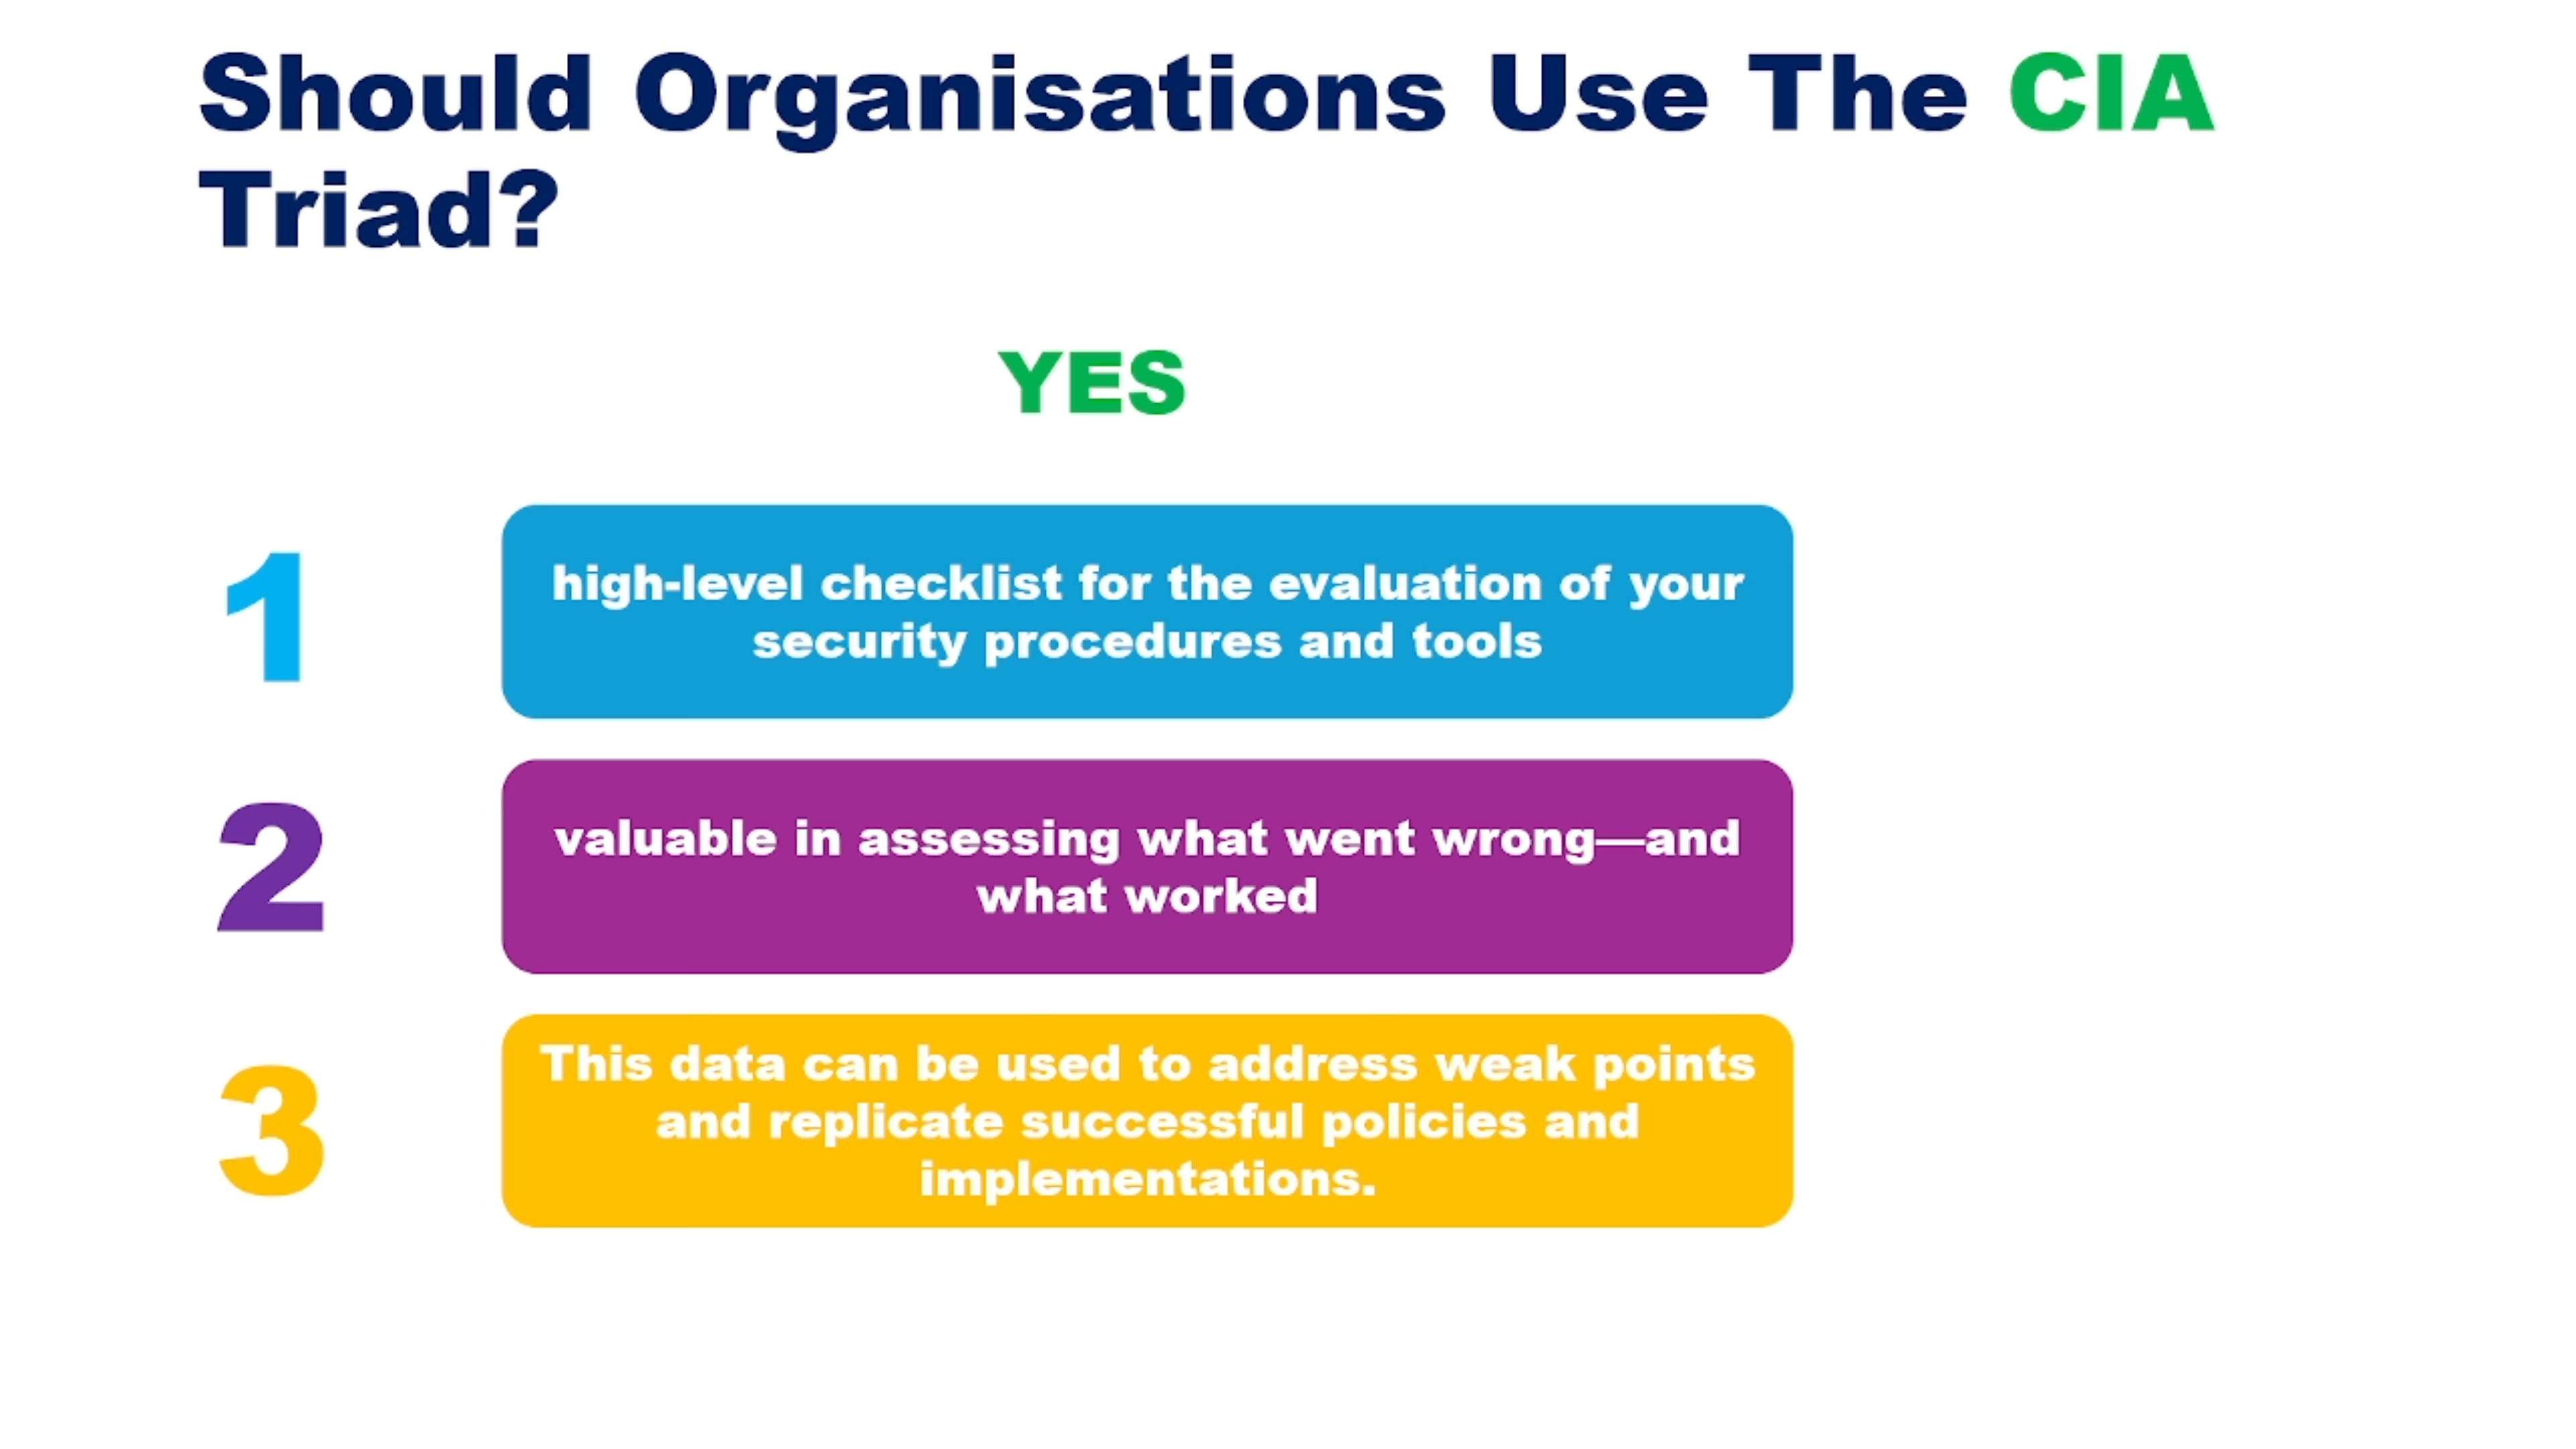 Should Organisations Use The CIA
Triad?
YES
1
high-level checklist for the evaluation of your
security procedures and tools
2
valuable in assessing what went wrong—and
what worked
3
This data can be used to address weak points
and replicate successful policies and
implementations.